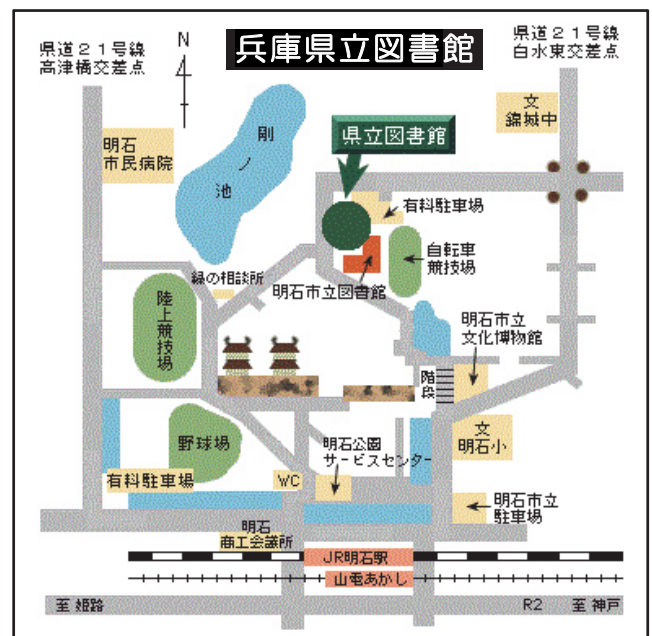 県道２１号線
高津橋交差点
N
兵庫県立図書館
県道２１号線
白水東交差点
文
錦城中
明石
市民病院
剛
ノ
池
県立図書館
有料駐車場
自転車
競技場
緑の相談所
明石市立図書館
陸上競技場
明石市立
文化博物館
階段
野球場
明石公園
サービスセンター
文
明石小
有料駐車場
WC
明石市立
駐車場
明石
商工会議所
JR明石駅
山電あかし
至 姫路
R2
至 神戸